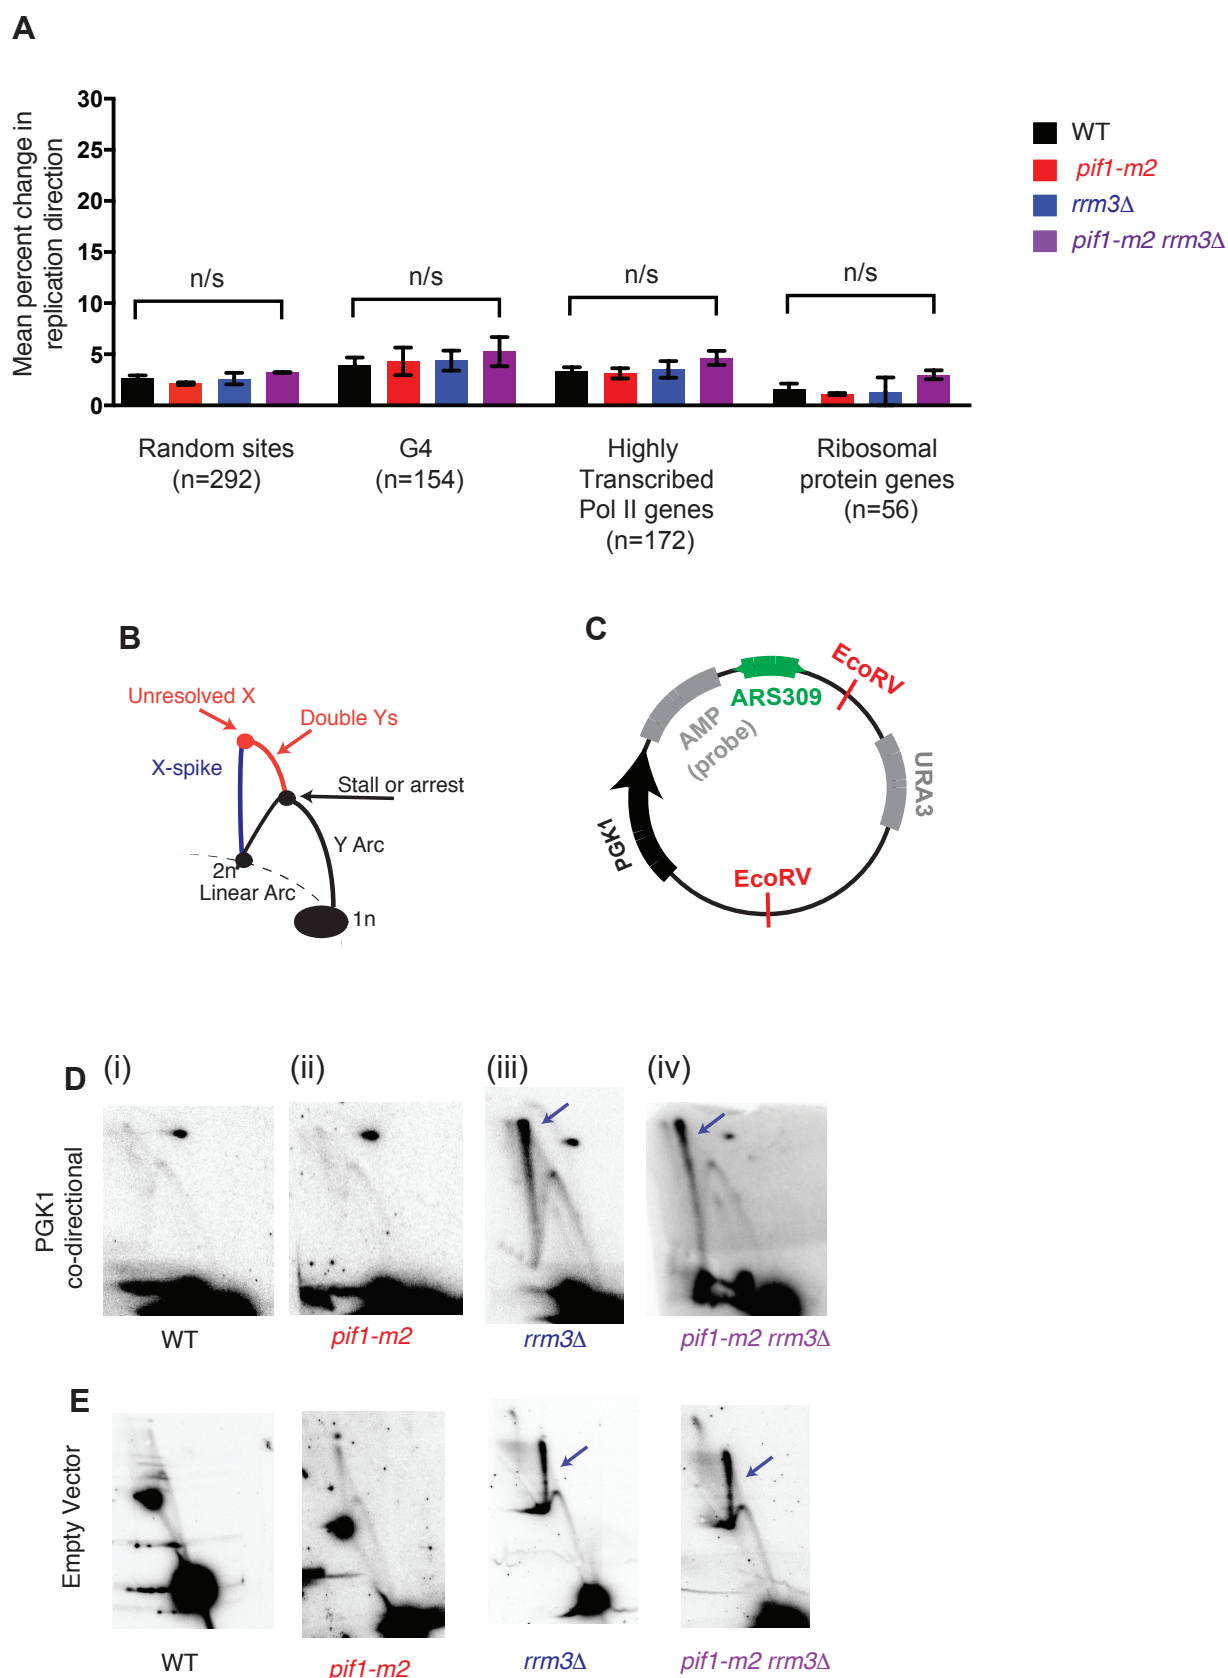 A
Mean percent change in
replication direction
30
25
20
15
10
5
0
n/s
n/s
n/s
n/s
WT
pif1-m2
rrm3Δ
pif1-m2 rrm3Δ
Random sites
(n=292)
G4
(n=154)
Highly
Transcribed
Pol II genes
(n=172)
Ribosomal
protein genes
(n=56)
B
Unresolved X
Double Ys
X-spike
Stall or arrest
Y Arc
2n
Linear Arc
1n
C
EcoRV
ARS309
AMP
(probe)
URA3
PGK1
EcoRV
D
(i)
(ii)
(iii)
(iv)
PGK1
co-directional
WT
pif1-m2
rrm3Δ
pif1-m2 rrm3Δ
E
Empty Vector
WT
pif1-m2
rrm3Δ
pif1-m2 rrm3Δ